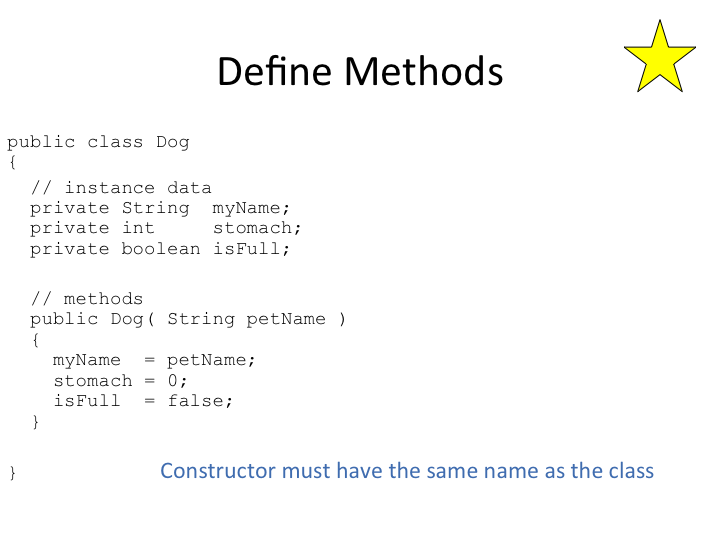 Define Methods
public class Dog
{
  // instance data
  private String  myName;
  private int     stomach;
  private boolean isFull;

  // methods
  public Dog( String petName )
  {
    myName  = petName;
    stomach = 0;
    isFull  = false;
  }

}
Constructor must have the same name as the class